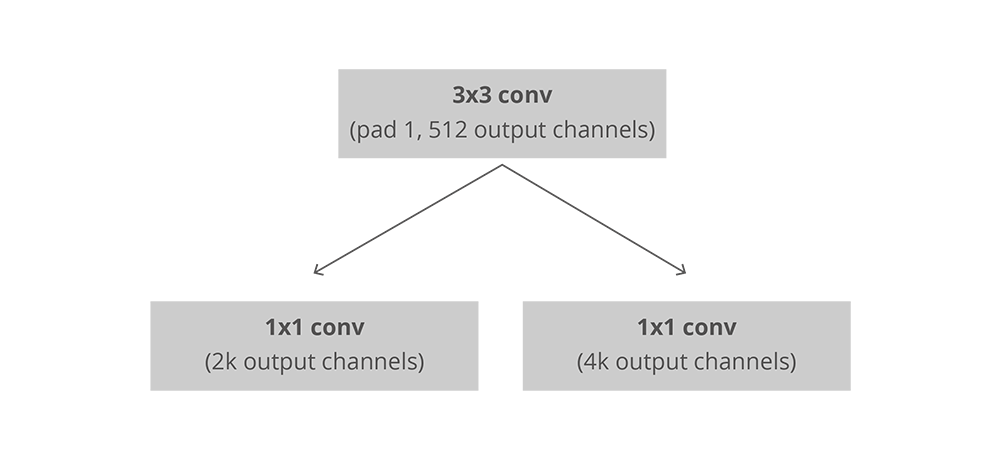 3x3 conv
(pad 1, 512 output channels)
1x1 conv
(2k output channels)
1x1 conv
(4k output channels)